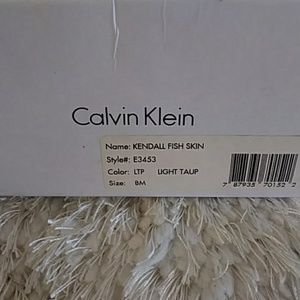 Calvin Klein
Name: KENDALL FISH SKIN
Style#: E3453
Color: LTP LIGHT TAUP
Size: 8M
7 87935 70152 2